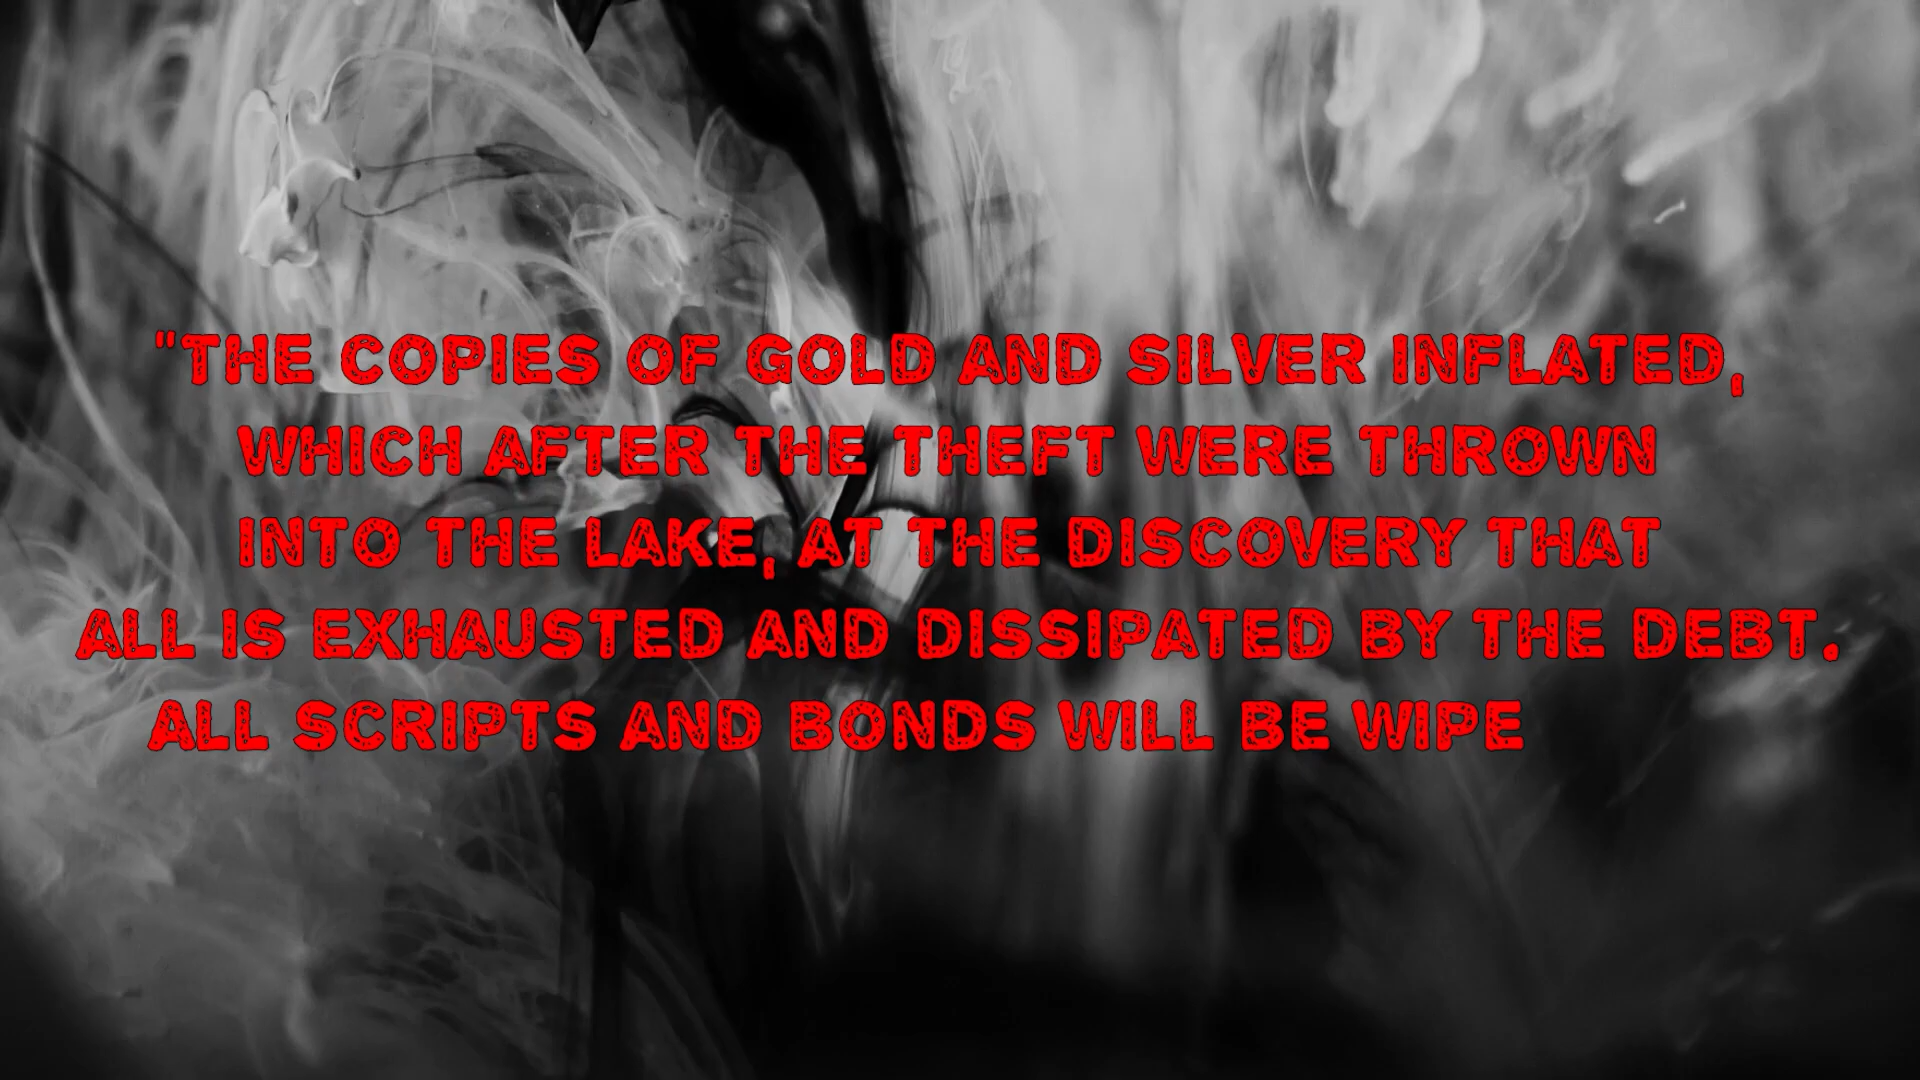 "THE COPIES OF GOLD AND SILVER INFLATED,
WHICH AFTER THE THEFT WERE THROWN
INTO THE LAKE, AT THE DISCOVERY THAT
ALL IS EXHAUSTED AND DISSIPATED BY THE DEBT.
ALL SCRIPTS AND BONDS WILL BE WIPE